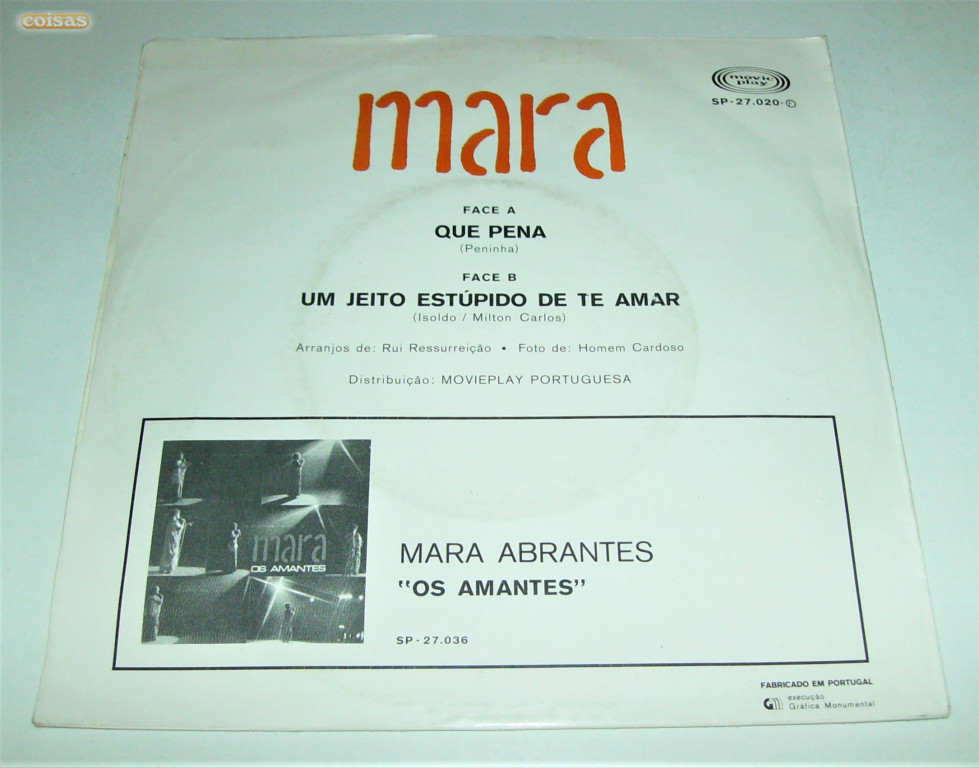 coisas
mara
movie
play
SP-27.020-Ⓟ
FACE A
QUE PENA
(Peninha)
FACE B
UM JEITO ESTÚPIDO DE TE AMAR
(Isoldo / Milton Carlos)
Arranjos de: Rui Ressurreição • Foto de: Homem Cardoso
Distribuição: MOVIEPLAY PORTUGUESA
mara
OS AMANTES
MARA ABRANTES
"OS AMANTES"
SP-27.036
FABRICADO EM PORTUGAL
execução
Gráfica Monumental